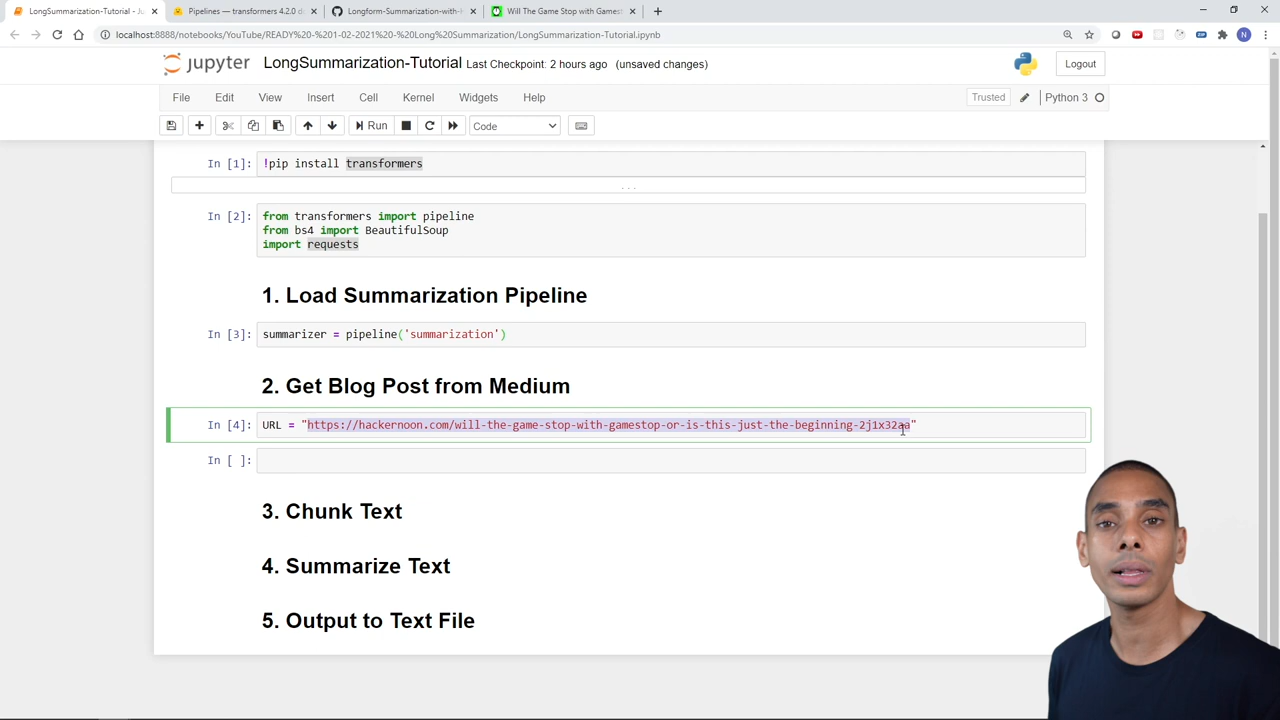 LongSummarization-Tutorial - Ju
Pipelines — transformers 4.2.0 d
Longform-Summarization-with-
Will The Game Stop with Games
localhost:8888/notebooks/YouTube/READY%20-%201-02-2021%20-%20Long%20Summarization/LongSummarization-Tutorial.ipynb
jupyter LongSummarization-Tutorial Last Checkpoint: 2 hours ago (unsaved changes) Logout
File Edit View Insert Cell Kernel Widgets Help Trusted Python 3
Run Code
In [1]: !pip install transformers
...
In [2]: from transformers import pipeline
from bs4 import BeautifulSoup
import requests
1. Load Summarization Pipeline
In [3]: summarizer = pipeline('summarization')
2. Get Blog Post from Medium
In [4]: URL = "https://hackernoon.com/will-the-game-stop-with-gamestop-or-is-this-just-the-beginning-2j1x32aa"
In [ ]:
3. Chunk Text
4. Summarize Text
5. Output to Text File